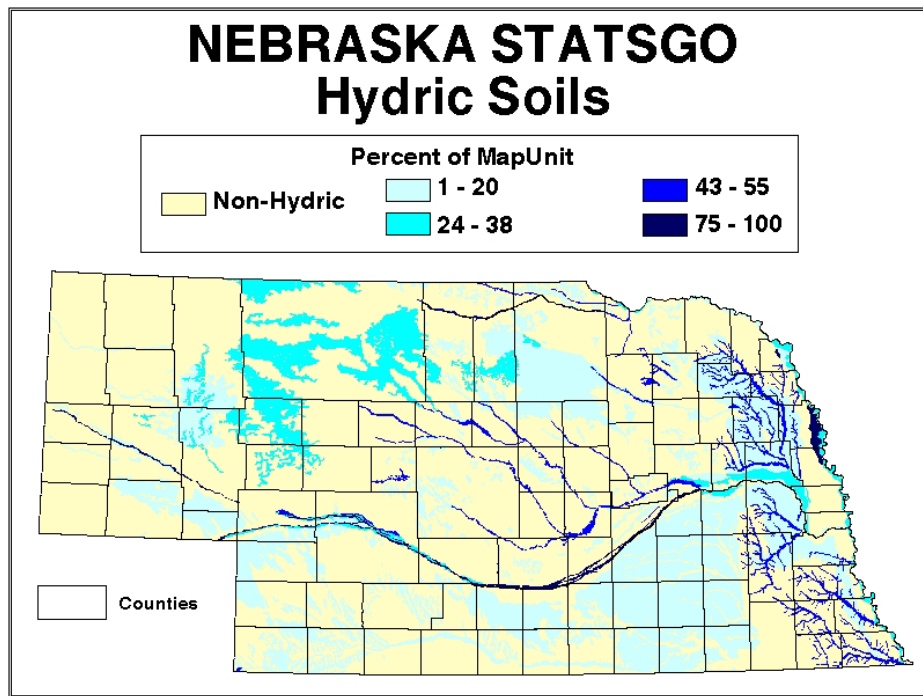 NEBRASKA STATSGO
Hydric Soils
Percent of MapUnit
Non-Hydric
1 - 20
43 - 55
24 - 38
75 - 100
Counties